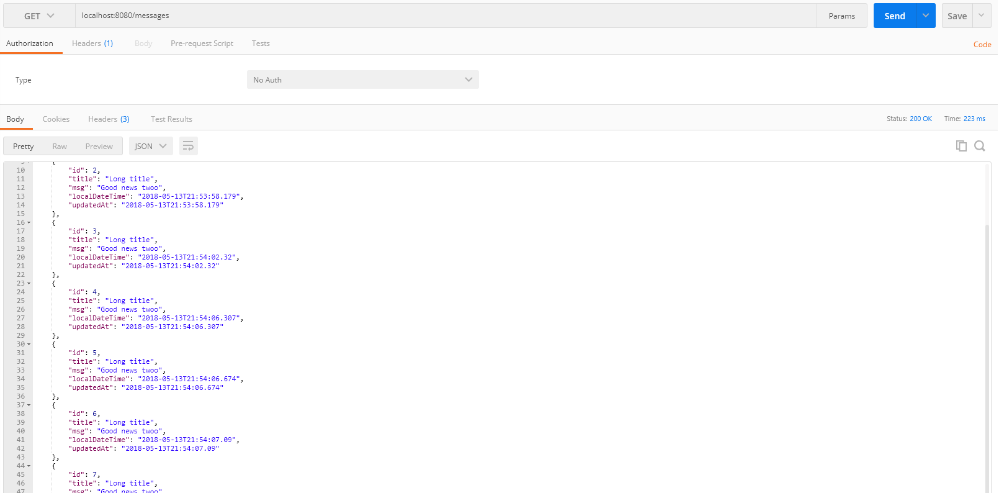 GET localhost:8080/messages Params Send Save
Authorization Headers (1) Body Pre-request Script Tests Code
Type No Auth
Body Cookies Headers (3) Test Results Status: 200 OK Time: 223 ms
Pretty Raw Preview JSON
9 {
10 "id": 2,
11 "title": "Long title",
12 "msg": "Good news twoo",
13 "localDateTime": "2018-05-13T21:53:58.179",
14 "updatedAt": "2018-05-13T21:53:58.179"
15 },
16 {
17 "id": 3,
18 "title": "Long title",
19 "msg": "Good news twoo",
20 "localDateTime": "2018-05-13T21:54:02.32",
21 "updatedAt": "2018-05-13T21:54:02.32"
22 },
23 {
24 "id": 4,
25 "title": "Long title",
26 "msg": "Good news twoo",
27 "localDateTime": "2018-05-13T21:54:06.307",
28 "updatedAt": "2018-05-13T21:54:06.307"
29 },
30 {
31 "id": 5,
32 "title": "Long title",
33 "msg": "Good news twoo",
34 "localDateTime": "2018-05-13T21:54:06.674",
35 "updatedAt": "2018-05-13T21:54:06.674"
36 },
37 {
38 "id": 6,
39 "title": "Long title",
40 "msg": "Good news twoo",
41 "localDateTime": "2018-05-13T21:54:07.09",
42 "updatedAt": "2018-05-13T21:54:07.09"
43 },
44 {
45 "id": 7,
46 "title": "Long title",
47 "msg": "Good news twoo"